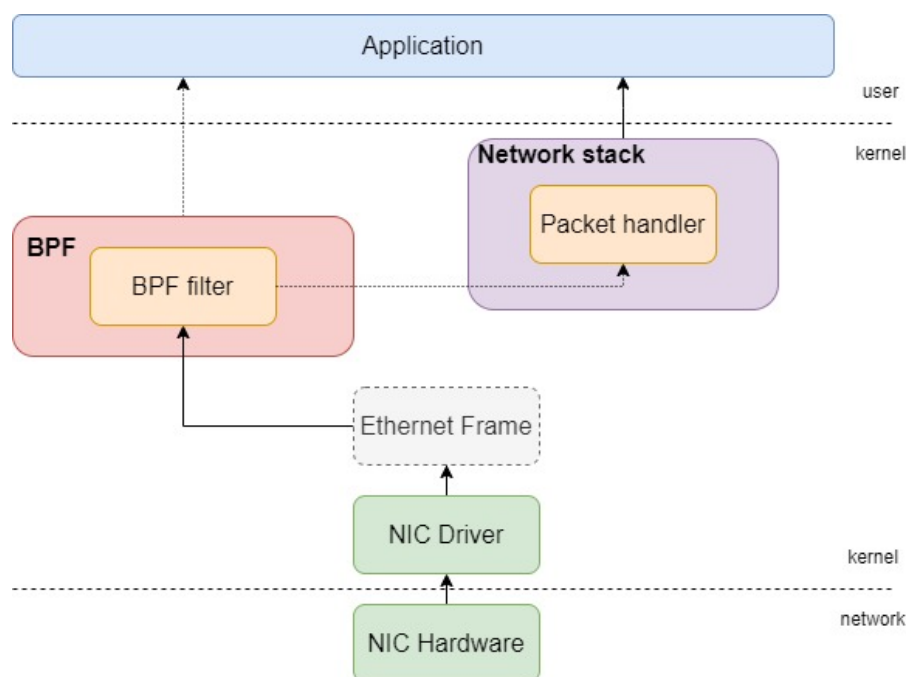 Application
user
kernel
Network stack
Packet handler
BPF
BPF filter
Ethernet Frame
NIC Driver
kernel
network
NIC Hardware